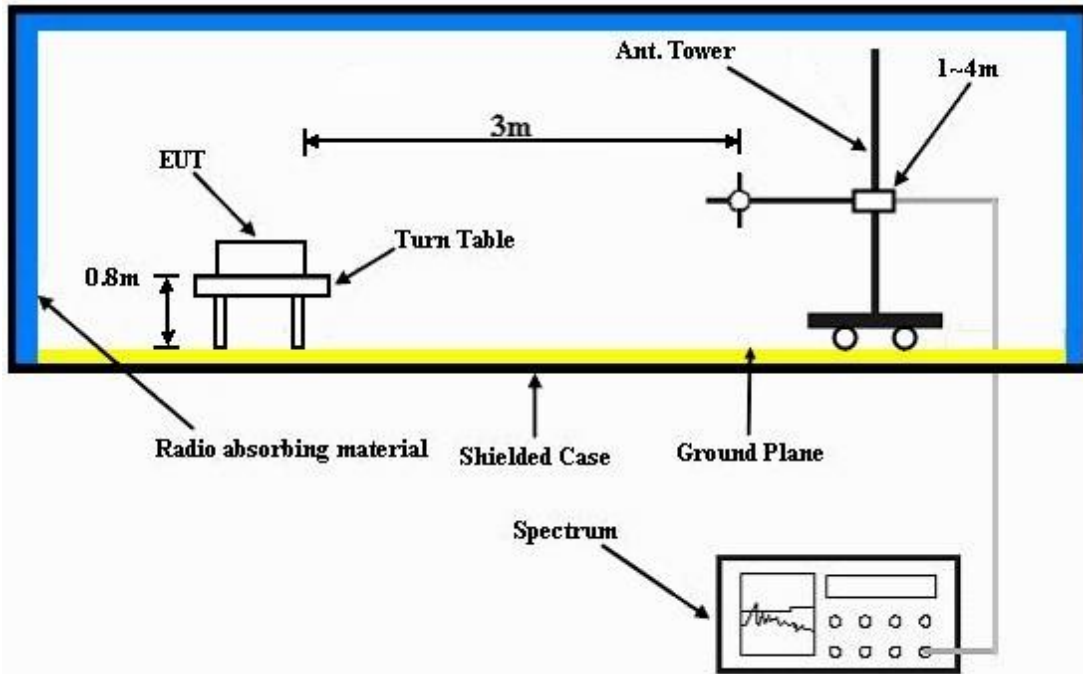 Ant. Tower
1~4m
3m
EUT
Turn Table
0.8m
Radio absorbing material
Shielded Case
Ground Plane
Spectrum